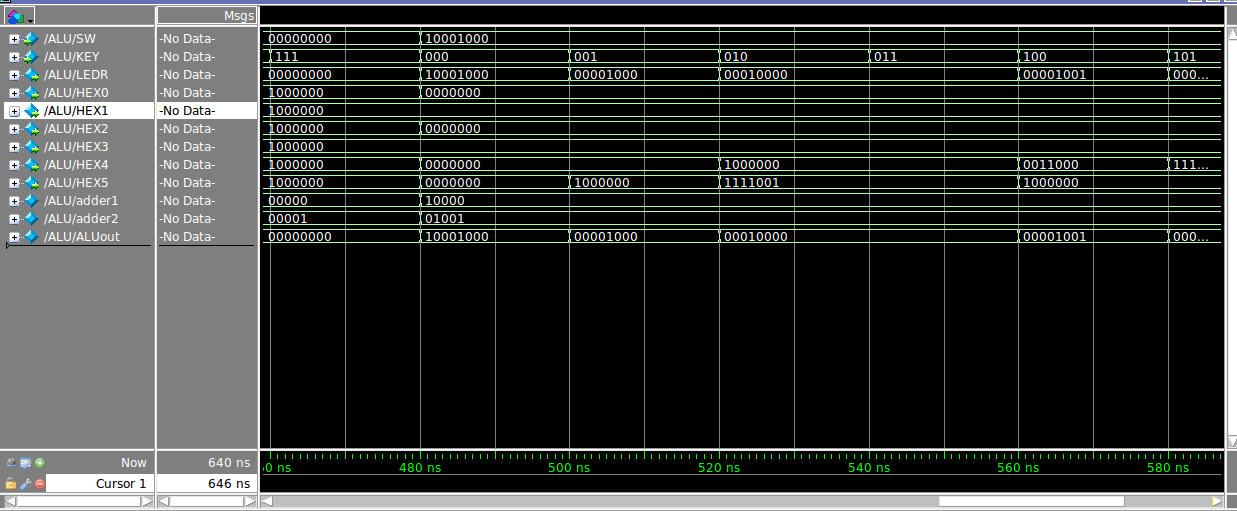 Msgs
/ALU/SW -No Data- 00000000 10001000
/ALU/KEY -No Data- 111 000 001 010 011 100 101
/ALU/LEDR -No Data- 00000000 10001000 00001000 00010000 00001001 000...
/ALU/HEX0 -No Data- 1000000 0000000
/ALU/HEX1 -No Data- 1000000
/ALU/HEX2 -No Data- 1000000 0000000
/ALU/HEX3 -No Data- 1000000
/ALU/HEX4 -No Data- 1000000 0000000 1000000 0011000 111...
/ALU/HEX5 -No Data- 1000000 0000000 1000000 1111001 1000000
/ALU/adder1 -No Data- 00000 10000
/ALU/adder2 -No Data- 00001 01001
/ALU/ALUout -No Data- 00000000 10001000 00001000 00010000 00001001 000...
Now 640 ns 0 ns 480 ns 500 ns 520 ns 540 ns 560 ns 580 ns
Cursor 1 646 ns